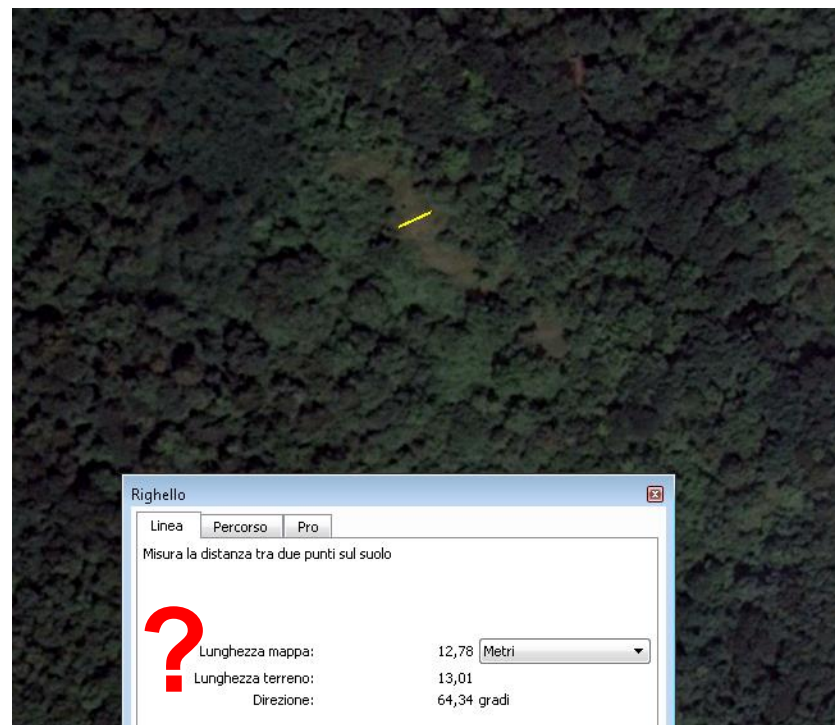 Righello
Linea Percorso Pro
Misura la distanza tra due punti sul suolo
?
Lunghezza mappa: 12,78 Metri
Lunghezza terreno: 13,01
Direzione: 64,34 gradi